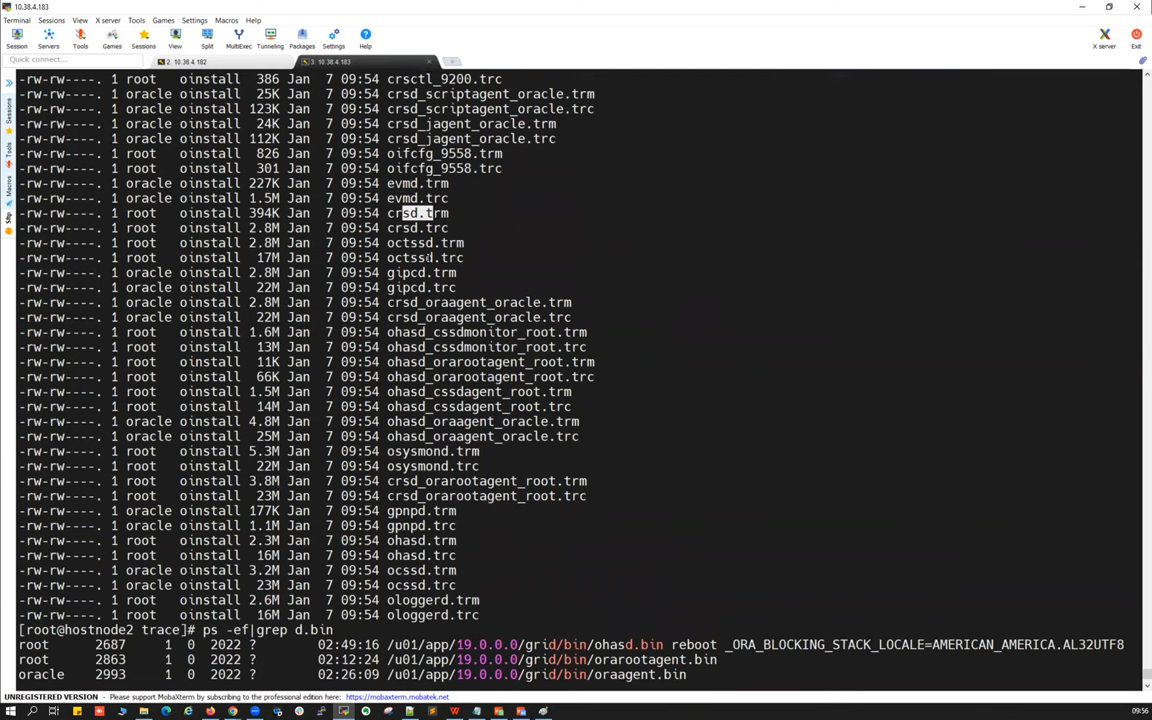 10.38.4.183
Terminal Sessions View X server Tools Games Settings Macros Help
Session Servers Tools Games Sessions View Split MultiExec Tunneling Packages Settings Help X server Exit
Quick connect... 2. 10.38.4.182 3. 10.38.4.183
Sessions
Tools
Macros
Sftp
-rw-rw----. 1 root oinstall 386 Jan 7 09:54 crsctl_9200.trc
-rw-rw----. 1 oracle oinstall 25K Jan 7 09:54 crsd_scriptagent_oracle.trm
-rw-rw----. 1 oracle oinstall 123K Jan 7 09:54 crsd_scriptagent_oracle.trc
-rw-rw----. 1 oracle oinstall 24K Jan 7 09:54 crsd_jagent_oracle.trm
-rw-rw----. 1 oracle oinstall 112K Jan 7 09:54 crsd_jagent_oracle.trc
-rw-rw----. 1 root oinstall 826 Jan 7 09:54 oifcfg_9558.trm
-rw-rw----. 1 root oinstall 301 Jan 7 09:54 oifcfg_9558.trc
-rw-rw----. 1 oracle oinstall 227K Jan 7 09:54 evmd.trm
-rw-rw----. 1 oracle oinstall 1.5M Jan 7 09:54 evmd.trc
-rw-rw----. 1 root oinstall 394K Jan 7 09:54 crsd.trm
-rw-rw----. 1 root oinstall 2.8M Jan 7 09:54 crsd.trc
-rw-rw----. 1 root oinstall 2.8M Jan 7 09:54 octssd.trm
-rw-rw----. 1 root oinstall 17M Jan 7 09:54 octssd.trc
-rw-rw----. 1 oracle oinstall 2.8M Jan 7 09:54 gipcd.trm
-rw-rw----. 1 oracle oinstall 22M Jan 7 09:54 gipcd.trc
-rw-rw----. 1 oracle oinstall 2.8M Jan 7 09:54 crsd_oraagent_oracle.trm
-rw-rw----. 1 oracle oinstall 22M Jan 7 09:54 crsd_oraagent_oracle.trc
-rw-rw----. 1 root oinstall 1.6M Jan 7 09:54 ohasd_cssdmonitor_root.trm
-rw-rw----. 1 root oinstall 13M Jan 7 09:54 ohasd_cssdmonitor_root.trc
-rw-rw----. 1 root oinstall 11K Jan 7 09:54 ohasd_orarootagent_root.trm
-rw-rw----. 1 root oinstall 66K Jan 7 09:54 ohasd_orarootagent_root.trc
-rw-rw----. 1 root oinstall 1.5M Jan 7 09:54 ohasd_cssdagent_root.trm
-rw-rw----. 1 root oinstall 14M Jan 7 09:54 ohasd_cssdagent_root.trc
-rw-rw----. 1 oracle oinstall 4.8M Jan 7 09:54 ohasd_oraagent_oracle.trm
-rw-rw----. 1 oracle oinstall 25M Jan 7 09:54 ohasd_oraagent_oracle.trc
-rw-rw----. 1 root oinstall 5.3M Jan 7 09:54 osysmond.trm
-rw-rw----. 1 root oinstall 22M Jan 7 09:54 osysmond.trc
-rw-rw----. 1 root oinstall 3.8M Jan 7 09:54 crsd_orarootagent_root.trm
-rw-rw----. 1 root oinstall 23M Jan 7 09:54 crsd_orarootagent_root.trc
-rw-rw----. 1 oracle oinstall 177K Jan 7 09:54 gpnpd.trm
-rw-rw----. 1 oracle oinstall 1.1M Jan 7 09:54 gpnpd.trc
-rw-rw----. 1 root oinstall 2.3M Jan 7 09:54 ohasd.trm
-rw-rw----. 1 root oinstall 16M Jan 7 09:54 ohasd.trc
-rw-rw----. 1 oracle oinstall 3.2M Jan 7 09:54 ocssd.trm
-rw-rw----. 1 oracle oinstall 23M Jan 7 09:54 ocssd.trc
-rw-rw----. 1 root oinstall 2.6M Jan 7 09:54 ologgerd.trm
-rw-rw----. 1 root oinstall 16M Jan 7 09:54 ologgerd.trc
[root@hostnode2 trace]# ps -ef|grep d.bin
root 2687 1 0 2022 ? 02:49:16 /u01/app/19.0.0.0/grid/bin/ohasd.bin reboot _ORA_BLOCKING_STACK_LOCALE=AMERICAN_AMERICA.AL32UTF8
root 2863 1 0 2022 ? 02:12:24 /u01/app/19.0.0.0/grid/bin/orarootagent.bin
oracle 2993 1 0 2022 ? 02:26:09 /u01/app/19.0.0.0/grid/bin/oraagent.bin
UNREGISTERED VERSION - Please support MobaXterm by subscribing to the professional edition here: https://mobaxterm.mobatek.net
09:56